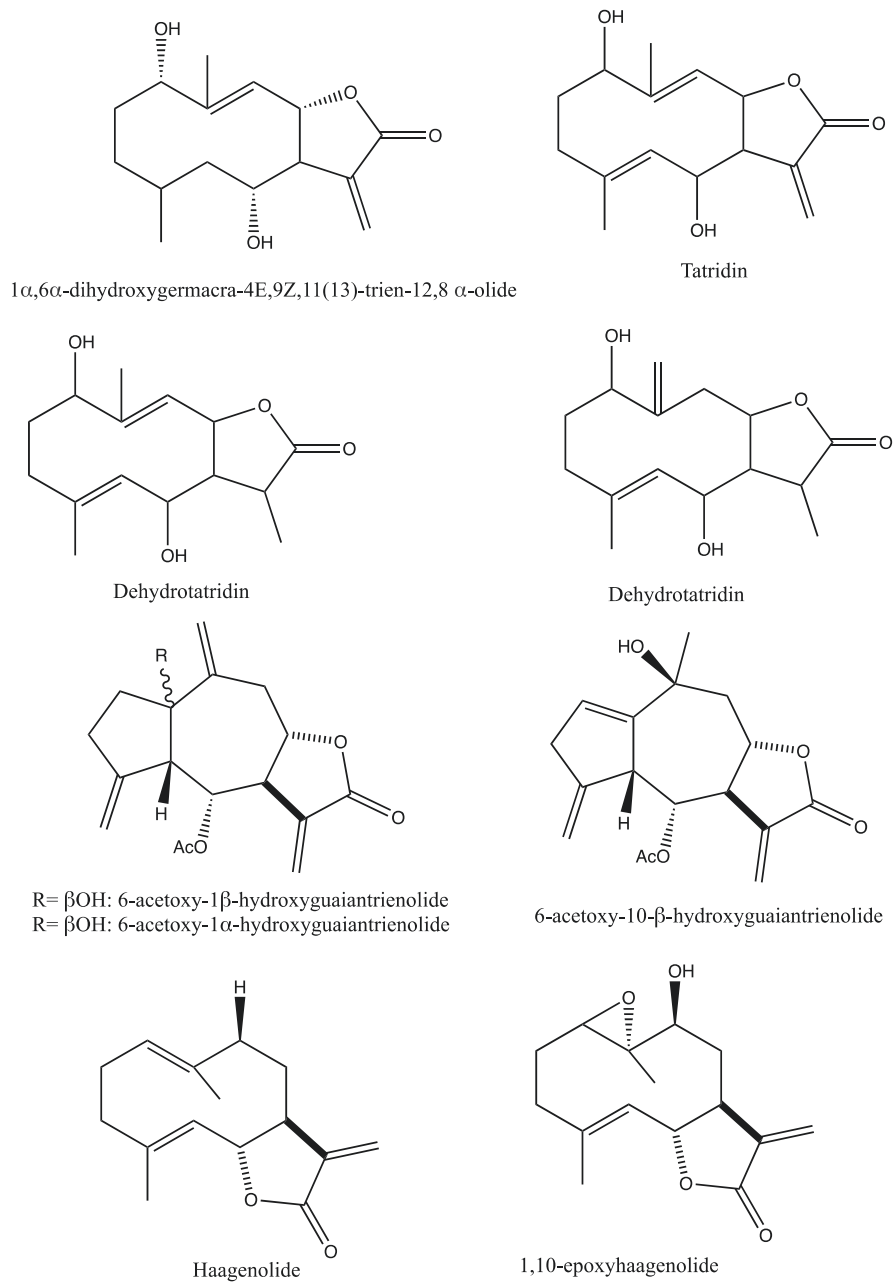 OH
O
O
OH
1α,6α-dihydroxygermacra-4E,9Z,11(13)-trien-12,8 α-olide
OH
O
O
OH
Tatridin
OH
O
O
OH
Dehydrotatridin
OH
O
O
OH
Dehydrotatridin
R
O
O
H
AcO
R= βOH: 6-acetoxy-1β-hydroxyguaiantrienolide
R= βOH: 6-acetoxy-1α-hydroxyguaiantrienolide
HO
O
O
H
AcO
6-acetoxy-10-β-hydroxyguaiantrienolide
H
O
O
Haagenolide
OH
O
O
O
1,10-epoxyhaagenolide